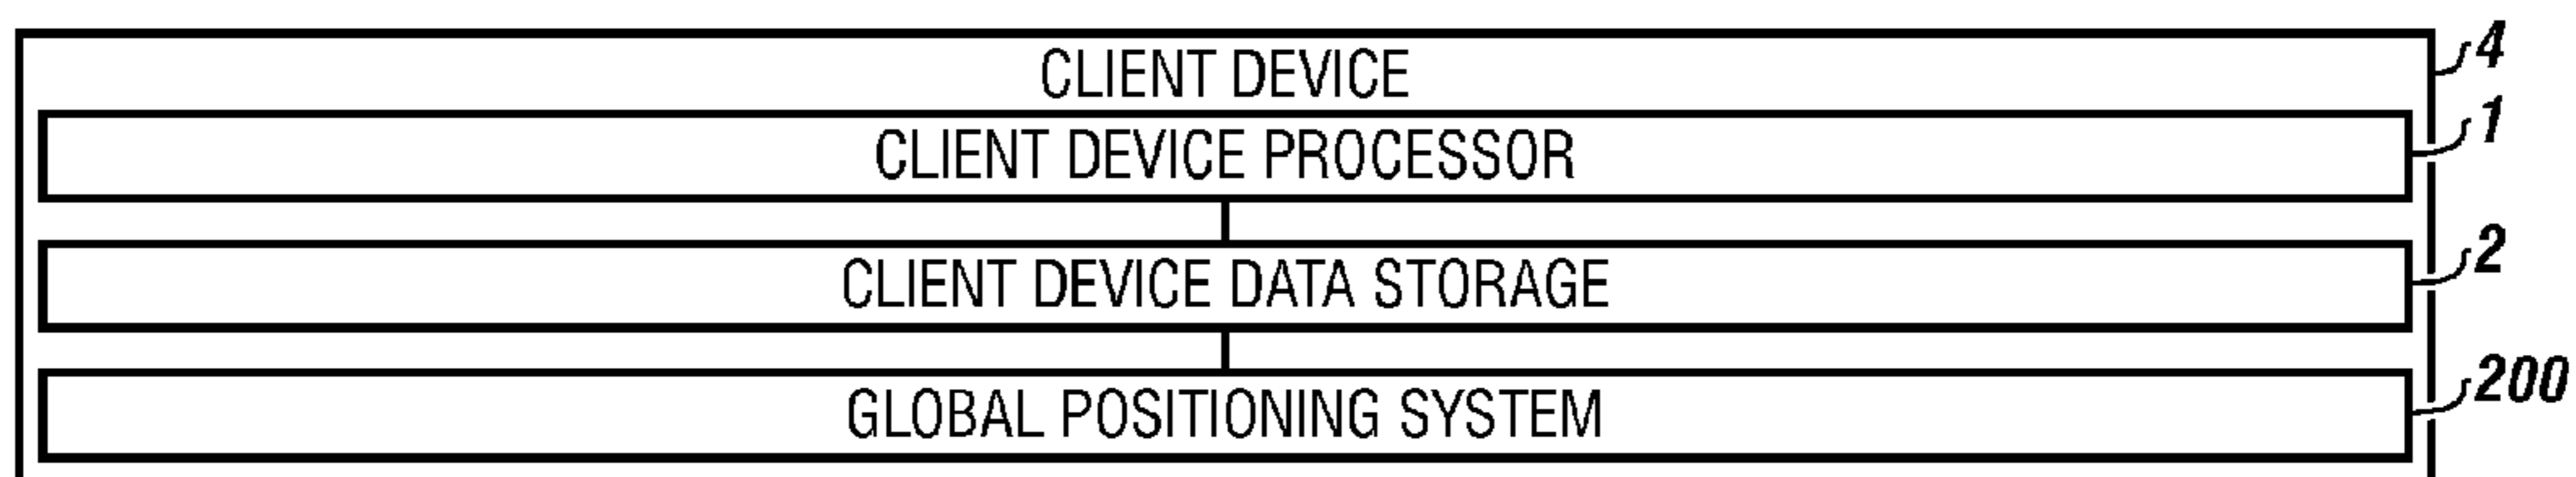 CLIENT DEVICE 4
CLIENT DEVICE PROCESSOR 1
CLIENT DEVICE DATA STORAGE 2
GLOBAL POSITIONING SYSTEM 200